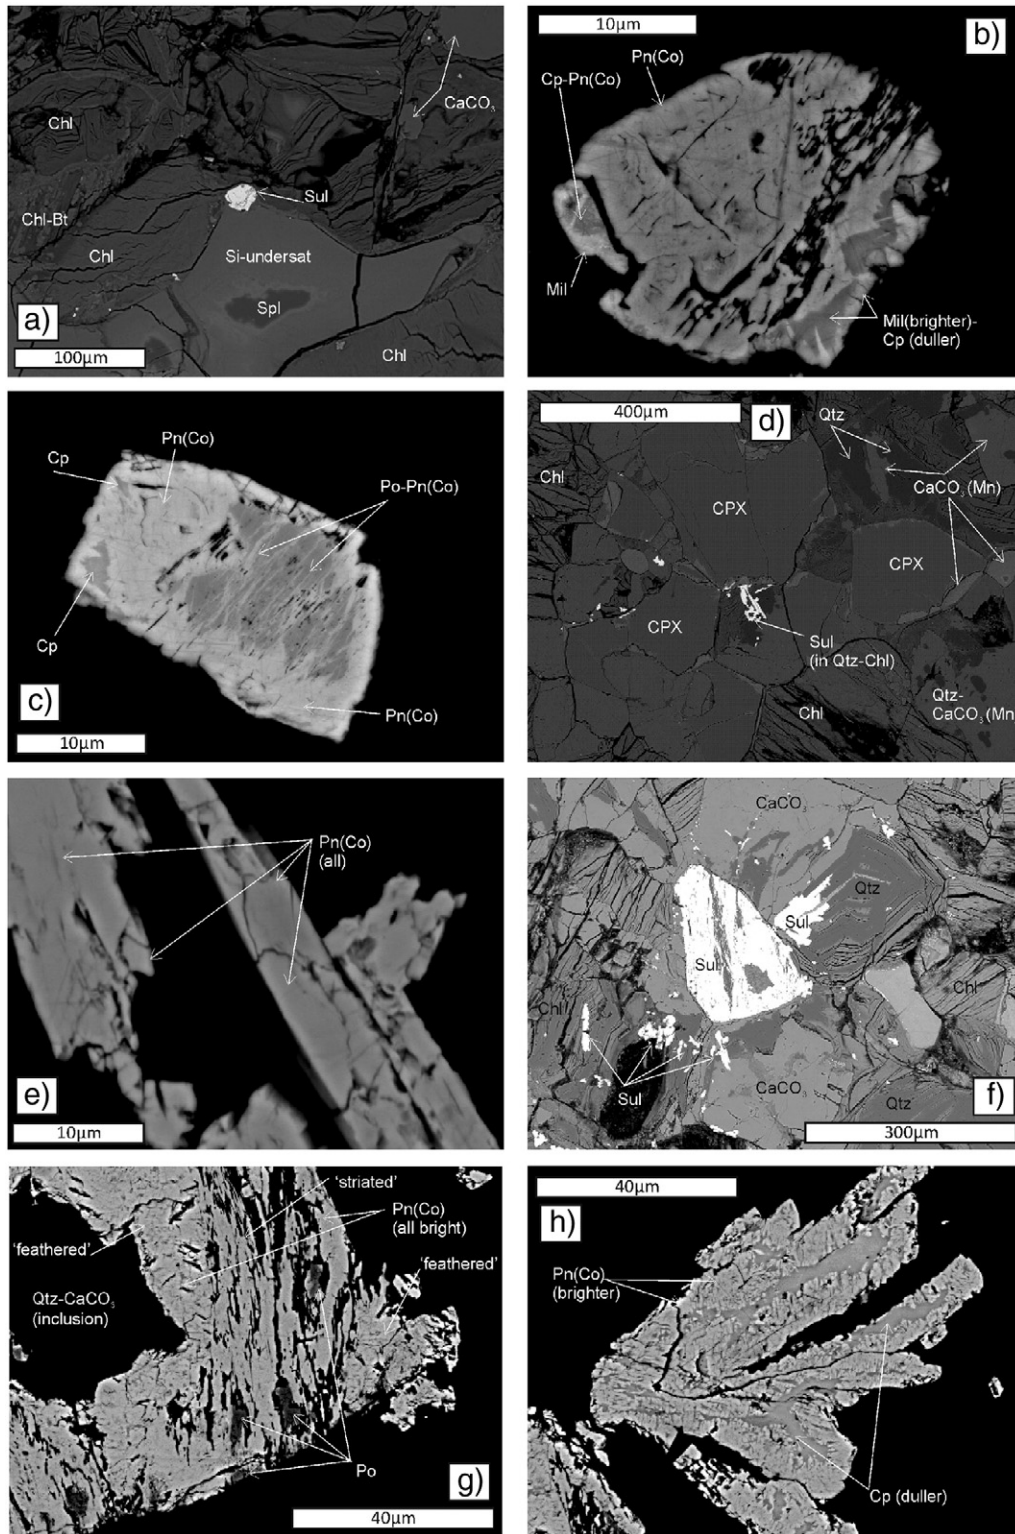 CaCO₃
Chl
Sul
Chl-Bt
Chl
Si-undersat
Spl
a)
Chl
100µm
10µm
b)
Pn(Co)
Cp-Pn(Co)
Mil
Mil(brighter)-
Cp (duller)
Pn(Co)
Cp
Po-Pn(Co)
Cp
c)
Pn(Co)
10µm
400µm
d)
Qtz
Chl
CaCO₃(Mn)
CPX
CPX
CPX
Sul
(in Qtz-Chl)
Chl
Qtz-
CaCO₃(Mn)
Pn(Co)
(all)
e)
10µm
CaCO₃
Qtz
Sul
Sul
Chl
Chl
Sul
CaCO₃
Qtz
f)
300µm
'striated'
Pn(Co)
(all bright)
'feathered'
'feathered'
Qtz-CaCO₃
(inclusion)
Po
g)
40µm
40µm
h)
Pn(Co)
(brighter)
Cp (duller)